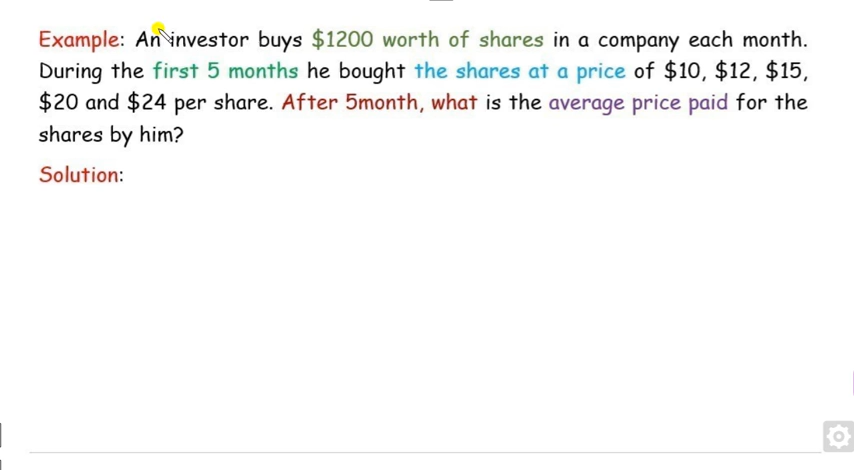 Example: An investor buys $1200 worth of shares in a company each month.
During the first 5 months he bought the shares at a price of $10, $12, $15,
$20 and $24 per share. After 5month, what is the average price paid for the
shares by him?
Solution: